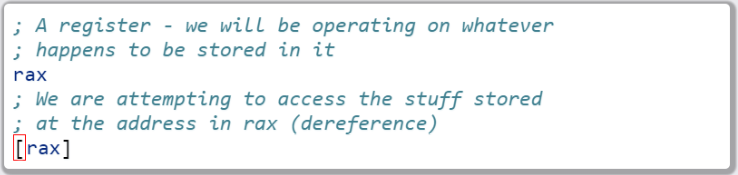 ; A register - we will be operating on whatever
; happens to be stored in it
rax
; We are attempting to access the stuff stored
; at the address in rax (dereference)
[rax]